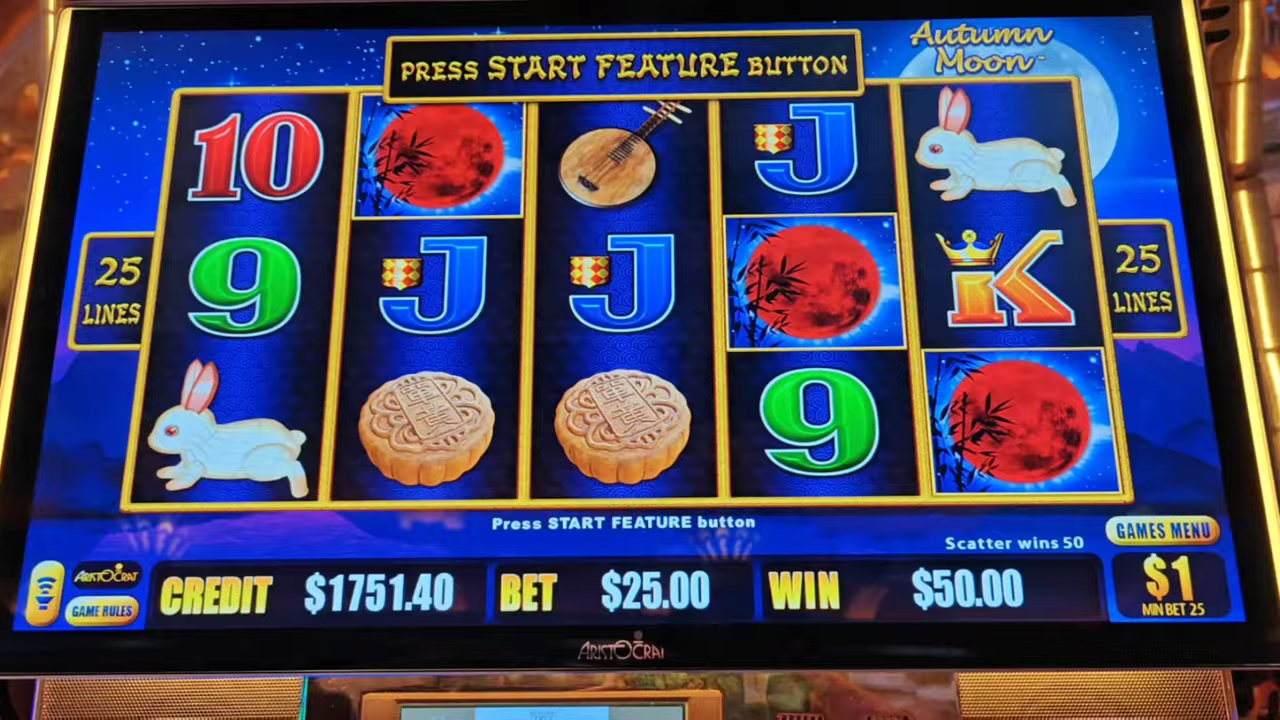 Autumn
Moon™
PRESS START FEATURE BUTTON
10
J
9
J
J
K
9
25
LINES
25
LINES
Press START FEATURE button
Scatter wins 50
GAMES MENU
ARISTOCRAT
GAME RULES
CREDIT $1751.40
BET $25.00
WIN $50.00
$1
MIN BET 25
ARISTOCRAT